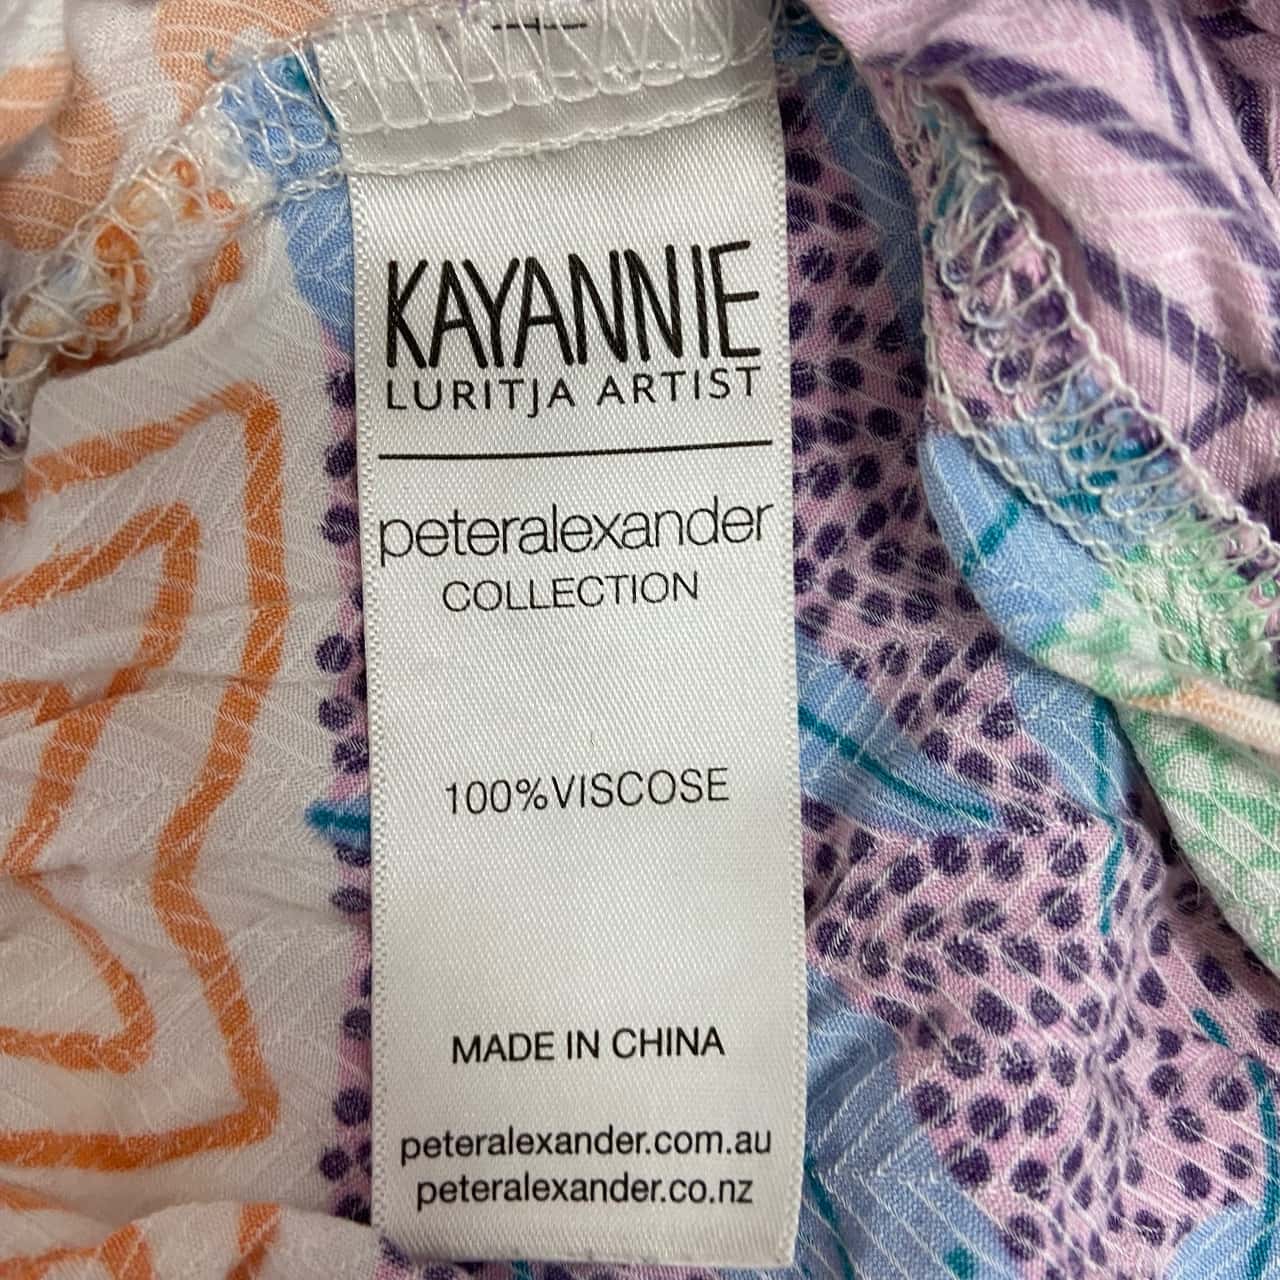 KAYANNIE
LURITJA ARTIST
peteralexander
COLLECTION
100%VISCOSE
MADE IN CHINA
peteralexander.com.au
peteralexander.co.nz